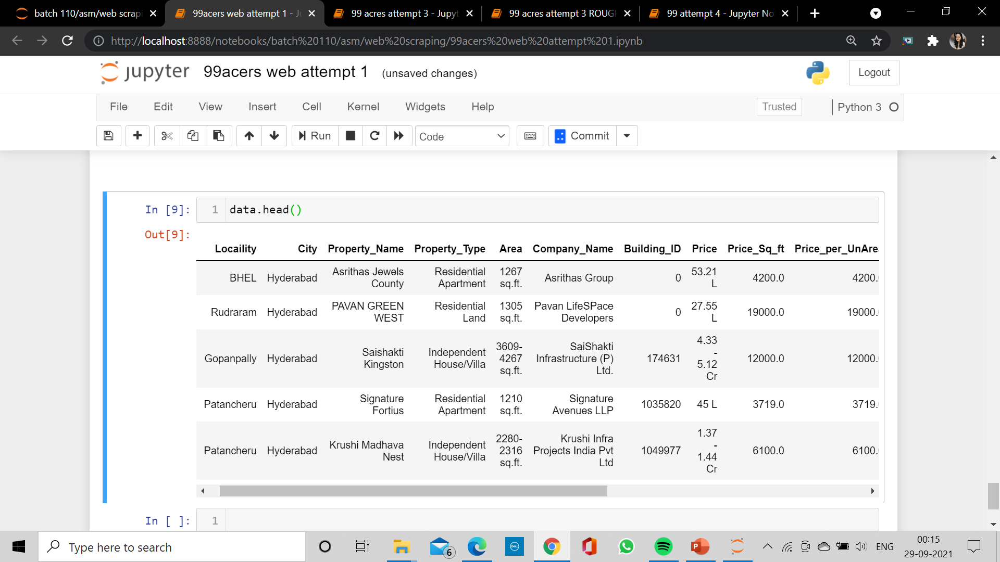 batch 110/asm/web scrapi
99acers web attempt 1 - Ju
99 acres attempt 3 - Jupyt
99 acres attempt 3 ROUGH
99 attempt 4 - Jupyter No
http://localhost:8888/notebooks/batch%20110/asm/web%20scraping/99acers%20web%20attempt%201.ipynb
jupyter 99acers web attempt 1 (unsaved changes)
Logout
File Edit View Insert Cell Kernel Widgets Help Trusted Python 3
Run Code Commit
In [9]: 1 data.head()
Out[9]:
Locaility City Property_Name Property_Type Area Company_Name Building_ID Price Price_Sq_ft Price_per_UnArea
BHEL Hyderabad Asrithas Jewels County Residential Apartment 1267 sq.ft. Asrithas Group 0 53.21 L 4200.0 4200.0
Rudraram Hyderabad PAVAN GREEN WEST Residential Land 1305 sq.ft. Pavan LifeSPace Developers 0 27.55 L 19000.0 19000.0
Gopanpally Hyderabad Saishakti Kingston Independent House/Villa 3609-4267 sq.ft. SaiShakti Infrastructure (P) Ltd. 174631 4.33 - 5.12 Cr 12000.0 12000.0
Patancheru Hyderabad Signature Fortius Residential Apartment 1210 sq.ft. Signature Avenues LLP 1035820 45 L 3719.0 3719.0
Patancheru Hyderabad Krushi Madhava Nest Independent House/Villa 2280-2316 sq.ft. Krushi Infra Projects India Pvt Ltd 1049977 1.37 - 1.44 Cr 6100.0 6100.0
In [ ]: 1
Type here to search
6
DELL
P
ENG
00:15
29-09-2021